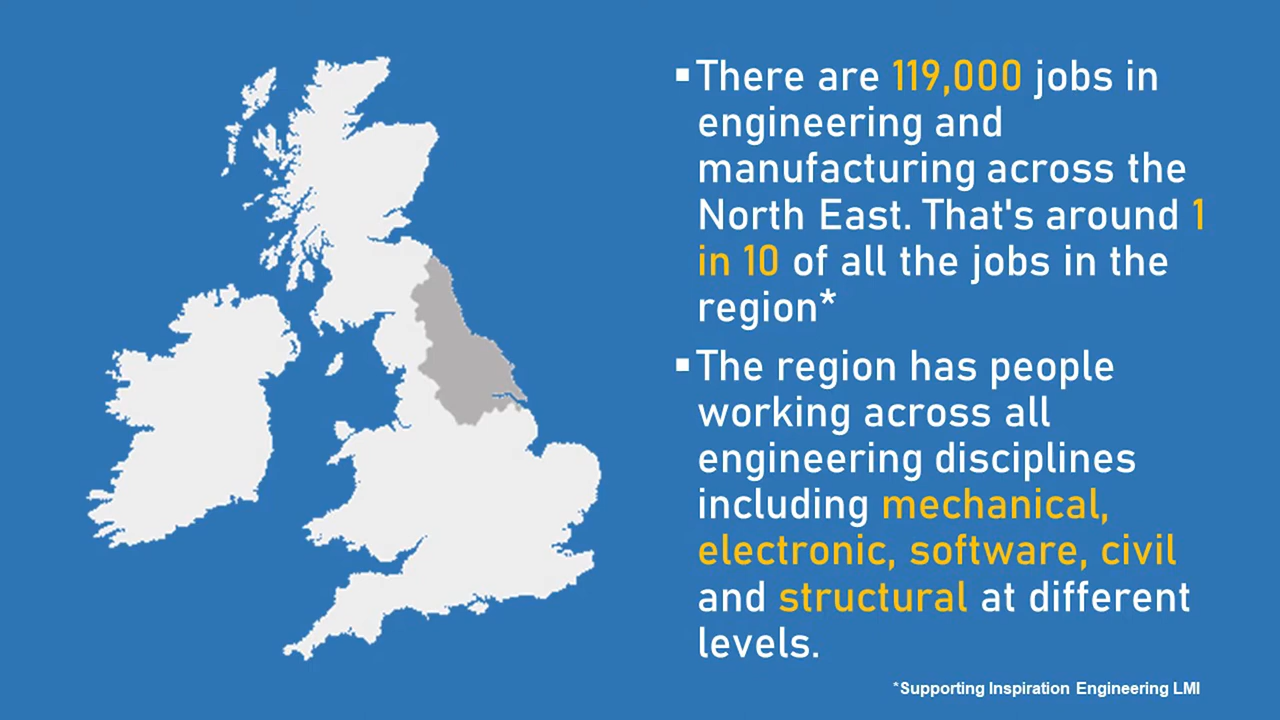 ▪There are 119,000 jobs in
engineering and
manufacturing across the
North East. That's around 1
in 10 of all the jobs in the
region*
▪The region has people
working across all
engineering disciplines
including mechanical,
electronic, software, civil
and structural at different
levels.
*Supporting Inspiration Engineering LMI